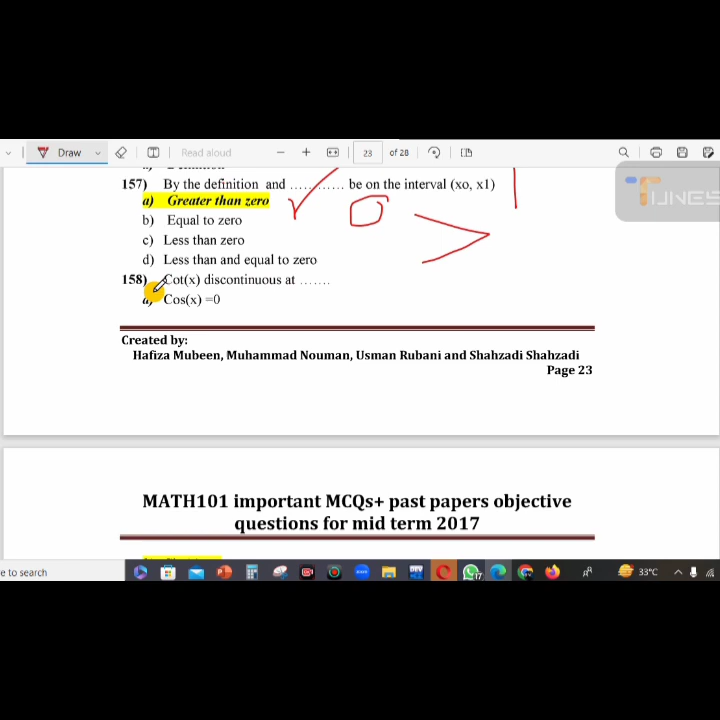 Draw
Read aloud
23 of 28
157) By the definition and ............ be on the interval (xo, x1)
a) Greater than zero
b) Equal to zero
c) Less than zero
d) Less than and equal to zero
158) Cot(x) discontinuous at .......
a) Cos(x) =0
Created by:
Hafiza Mubeen, Muhammad Nouman, Usman Rubani and Shahzadi Shahzadi
Page 23
MATH101 important MCQs+ past papers objective
questions for mid term 2017
TUNES
e to search
17
33°C